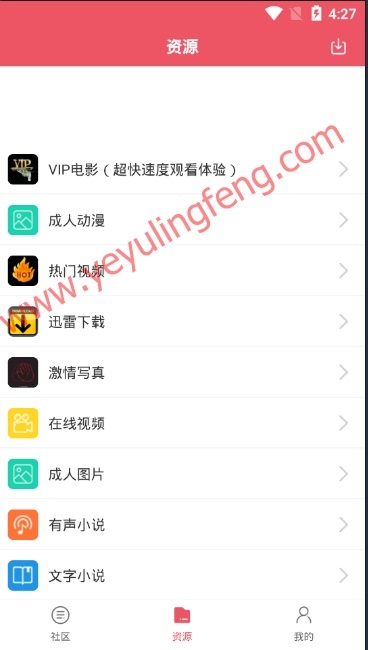 4:27
资源
VIP
VIP电影（超快速度观看体验）
成人动漫
HOT
热门视频
迅雷下载
激情写真
在线视频
成人图片
有声小说
文字小说
www.yeyulingfeng.com
社区
资源
我的